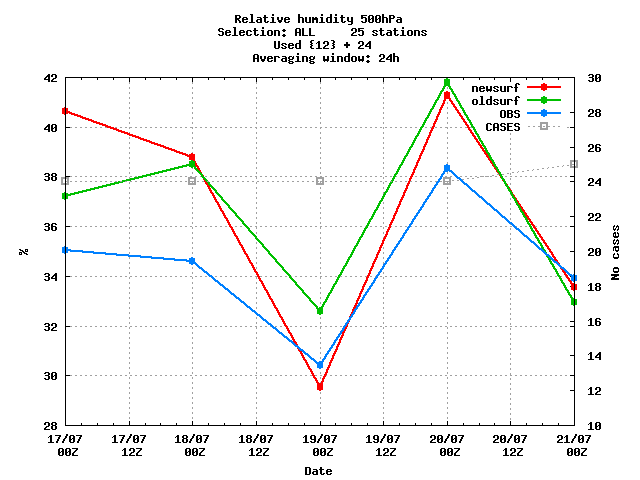 Relative humidity 500hPa
Selection: ALL     25 stations
Used {12} + 24
Averaging window: 24h
newsurf
oldsurf
OBS
CASES
42
40
38
36
34
32
30
28
%
30
28
26
24
22
20
18
16
14
12
10
No cases
17/07 17/07 18/07 18/07 19/07 19/07 20/07 20/07 21/07
00Z 12Z 00Z 12Z 00Z 12Z 00Z 12Z 00Z
Date